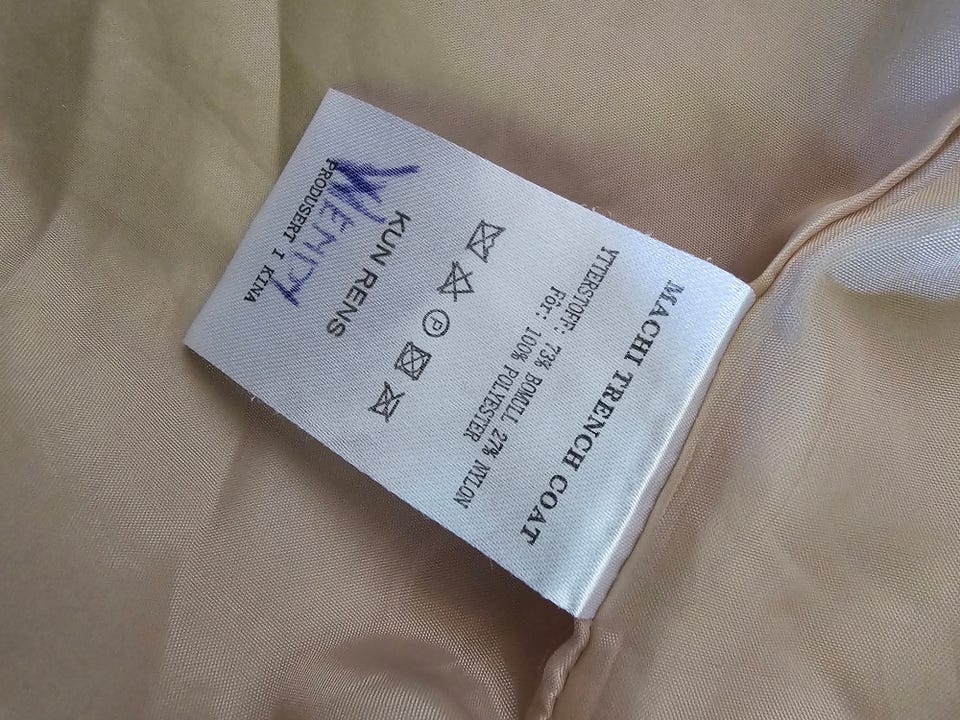 MACHI TRENCH COAT
YTTERSTOFF: 73% BOMULL 27% NYLON
Fôr: 100% POLYESTER
P
KUN RENS
WENDY
PRODUSERT I KINA